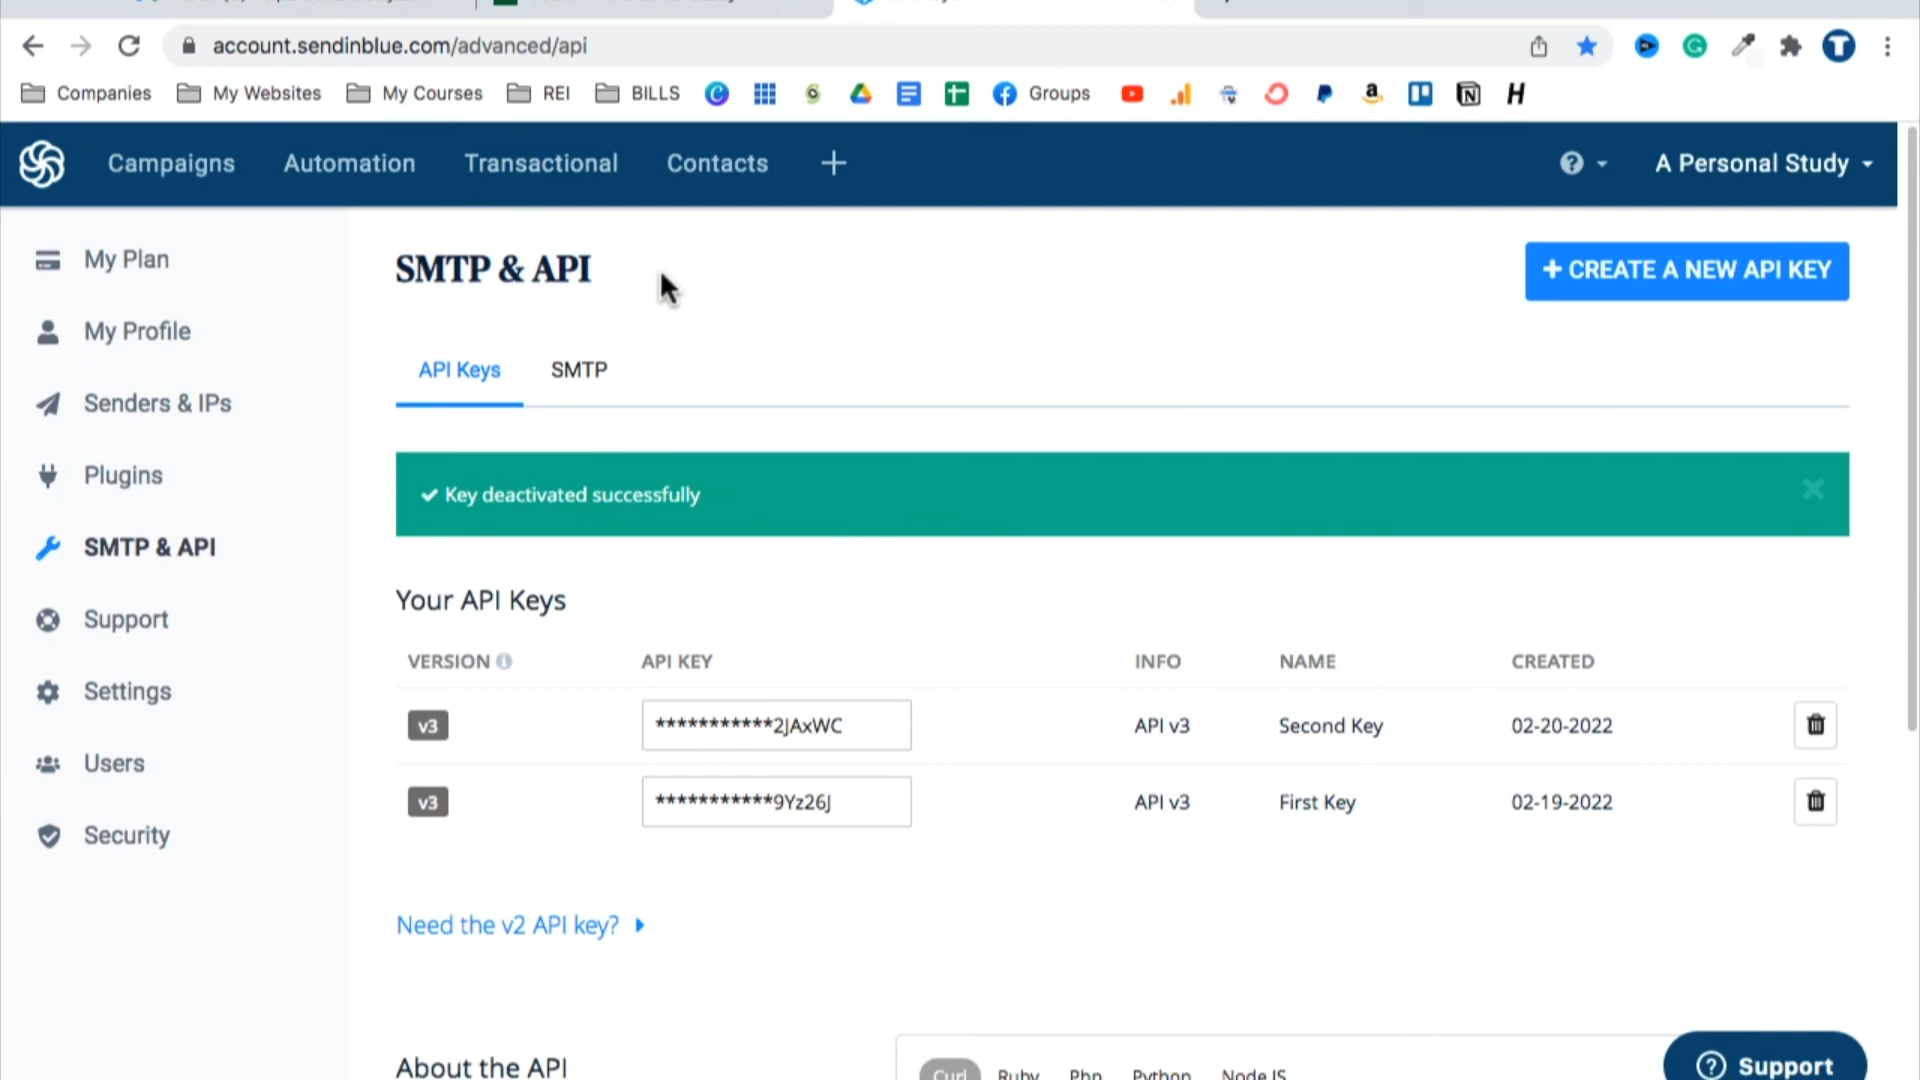 account.sendinblue.com/advanced/api
Companies My Websites My Courses REI BILLS Groups
Campaigns Automation Transactional Contacts A Personal Study
My Plan
SMTP & API
+ CREATE A NEW API KEY
My Profile
API Keys SMTP
Senders & IPs
Plugins
Key deactivated successfully
SMTP & API
Your API Keys
Support
VERSION API KEY INFO NAME CREATED
Settings
v3 ***********2JAxWC API v3 Second Key 02-20-2022
Users
v3 ***********9Yz26J API v3 First Key 02-19-2022
Security
Need the v2 API key?
About the API
Curl Ruby Php Python NodeJS
Support